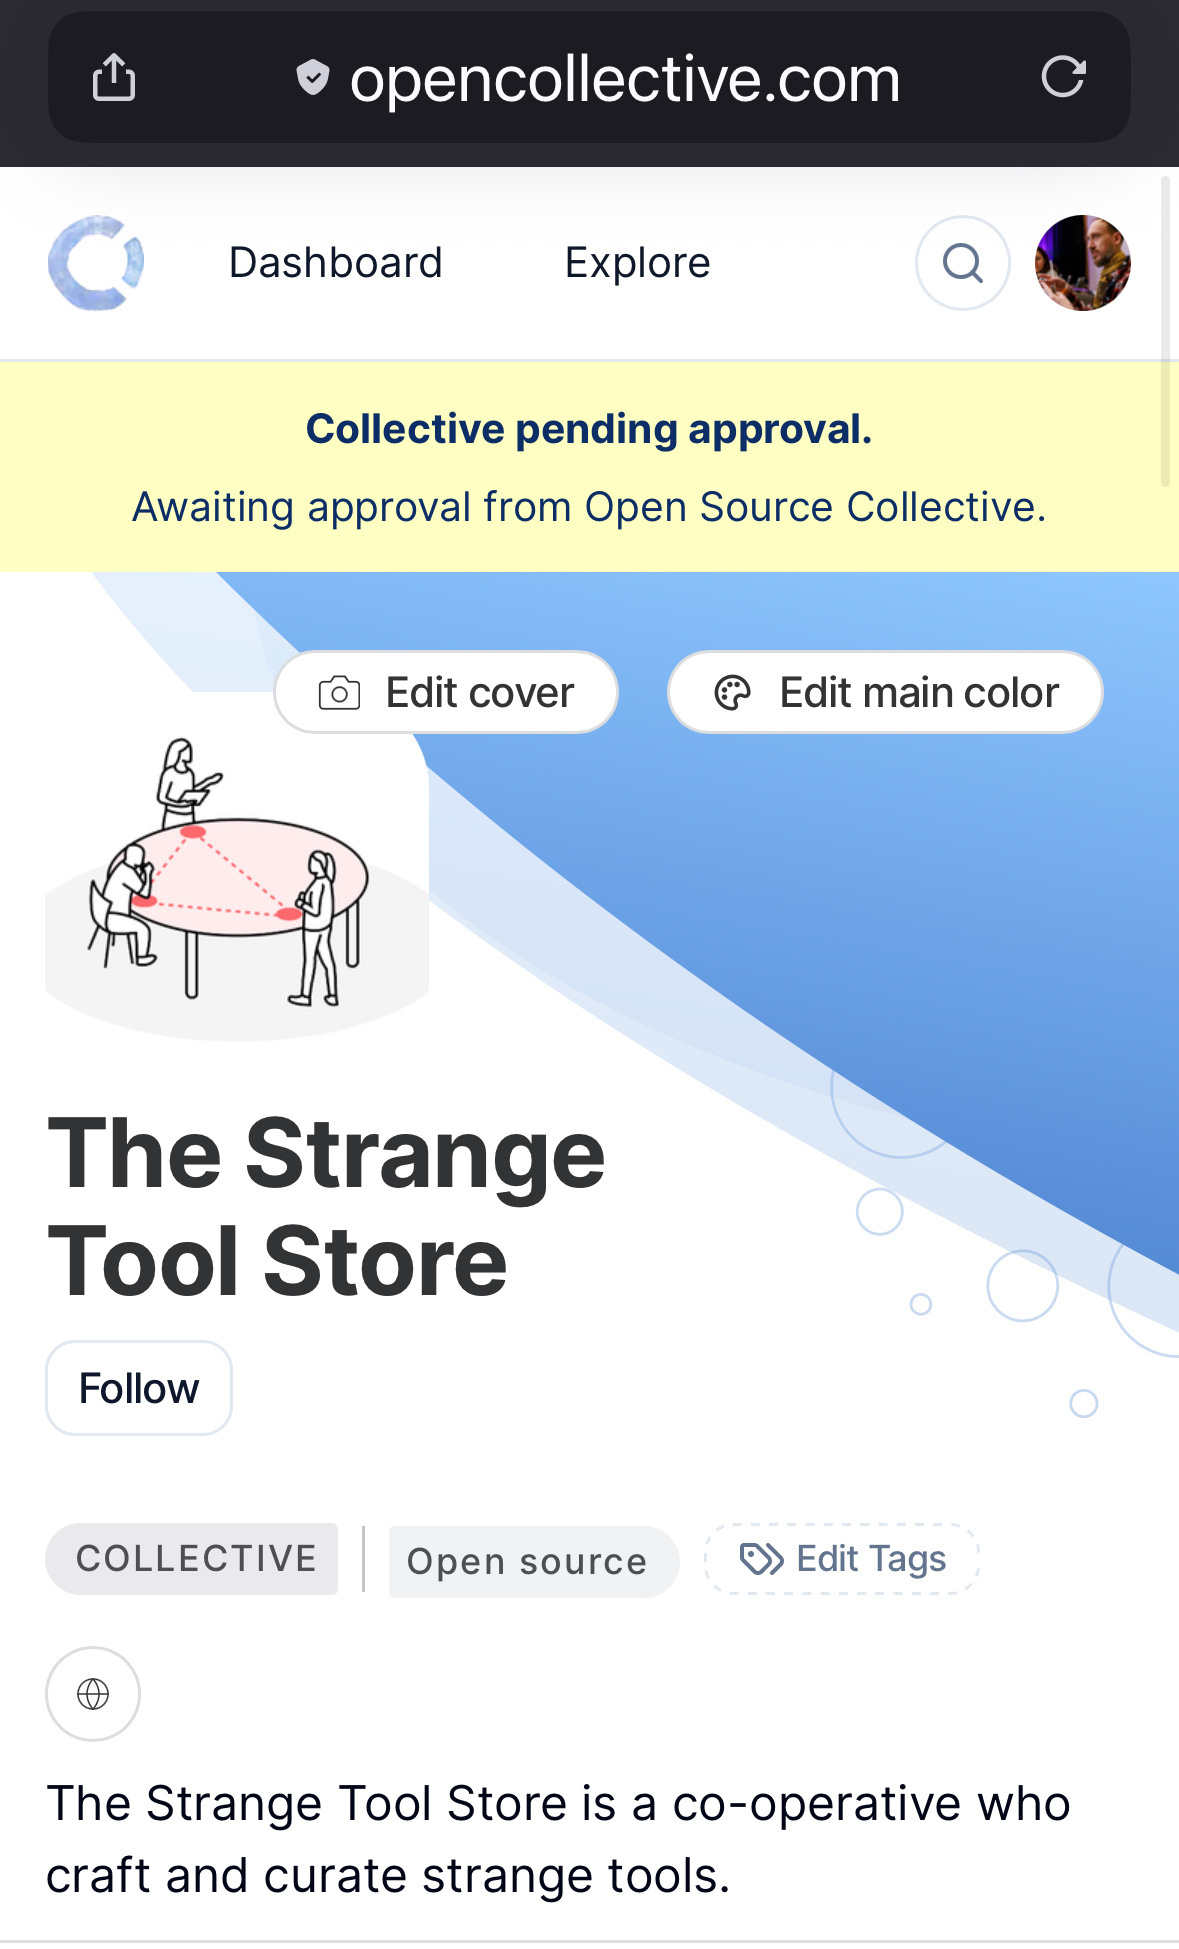 opencollective.com
Dashboard Explore
Collective pending approval.
Awaiting approval from Open Source Collective.
Edit cover Edit main color
The Strange
Tool Store
Follow
COLLECTIVE Open source Edit Tags
The Strange Tool Store is a co-operative who
craft and curate strange tools.